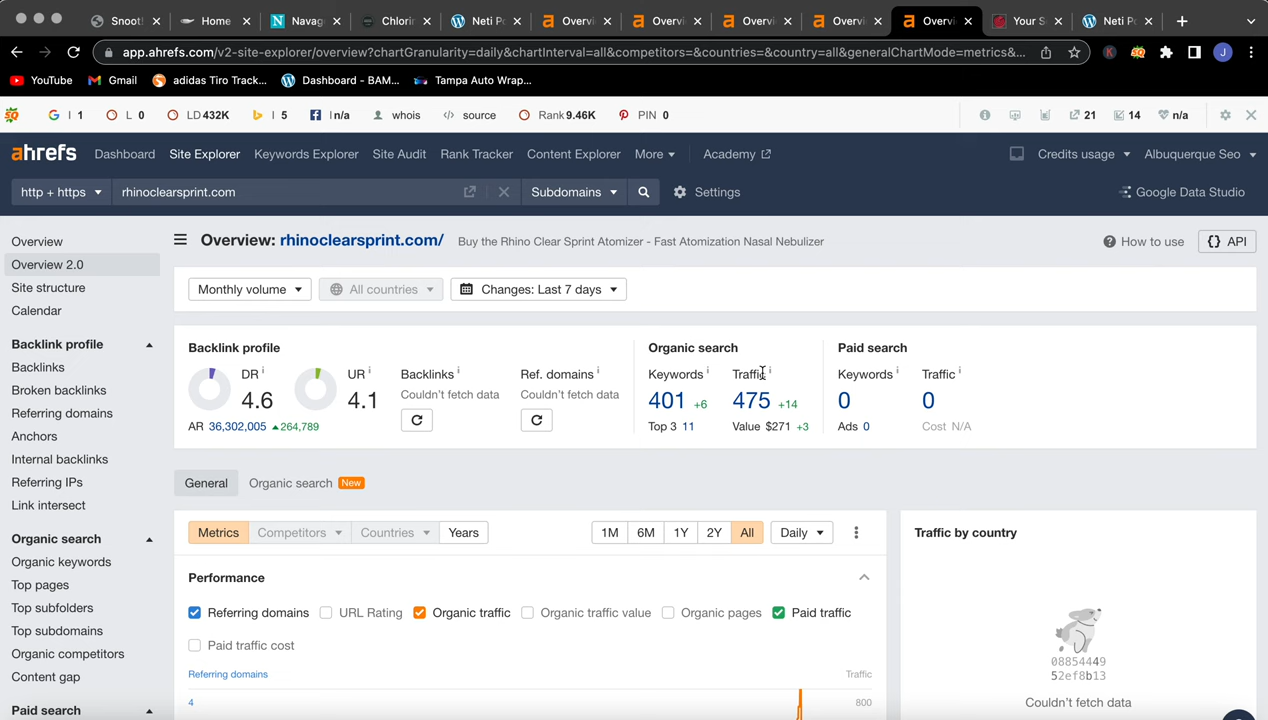 Snoots
Home
Navag
Chlorin
Neti Po
Overvi
Overvi
Overvi
Overvi
Overvi
Your S
Neti Po
app.ahrefs.com/v2-site-explorer/overview?chartGranularity=daily&chartInterval=all&competitors=&countries=&country=all&generalChartMode=metrics&...
J
YouTube
Gmail
adidas Tiro Track...
Dashboard - BAM...
Tampa Auto Wrap...
I 1
L 0
LD 432K
I 5
I n/a
whois
source
Rank 9.46K
PIN 0
21
14
n/a
ahrefs
Dashboard
Site Explorer
Keywords Explorer
Site Audit
Rank Tracker
Content Explorer
More
Academy
Credits usage
Albuquerque Seo
http + https
rhinoclearsprint.com
Subdomains
Settings
Google Data Studio
Overview
Overview 2.0
Site structure
Calendar
Backlink profile
Backlinks
Broken backlinks
Referring domains
Anchors
Internal backlinks
Referring IPs
Link intersect
Organic search
Organic keywords
Top pages
Top subfolders
Top subdomains
Organic competitors
Content gap
Paid search
Overview: rhinoclearsprint.com/
Buy the Rhino Clear Sprint Atomizer - Fast Atomization Nasal Nebulizer
How to use
{} API
Monthly volume
All countries
Changes: Last 7 days
Backlink profile
DR
4.6
AR 36,302,005 264,789
UR
4.1
Backlinks
Couldn't fetch data
Ref. domains
Couldn't fetch data
Organic search
Keywords
401 +6
Top 3 11
Traffic
475 +14
Value $271 +3
Paid search
Keywords
0
Ads 0
Traffic
0
Cost N/A
General
Organic search
New
Metrics
Competitors
Countries
Years
1M
6M
1Y
2Y
All
Daily
Performance
Referring domains
URL Rating
Organic traffic
Organic traffic value
Organic pages
Paid traffic
Paid traffic cost
Referring domains
Traffic
4
800
Traffic by country
08854449
52ef8b13
Couldn't fetch data